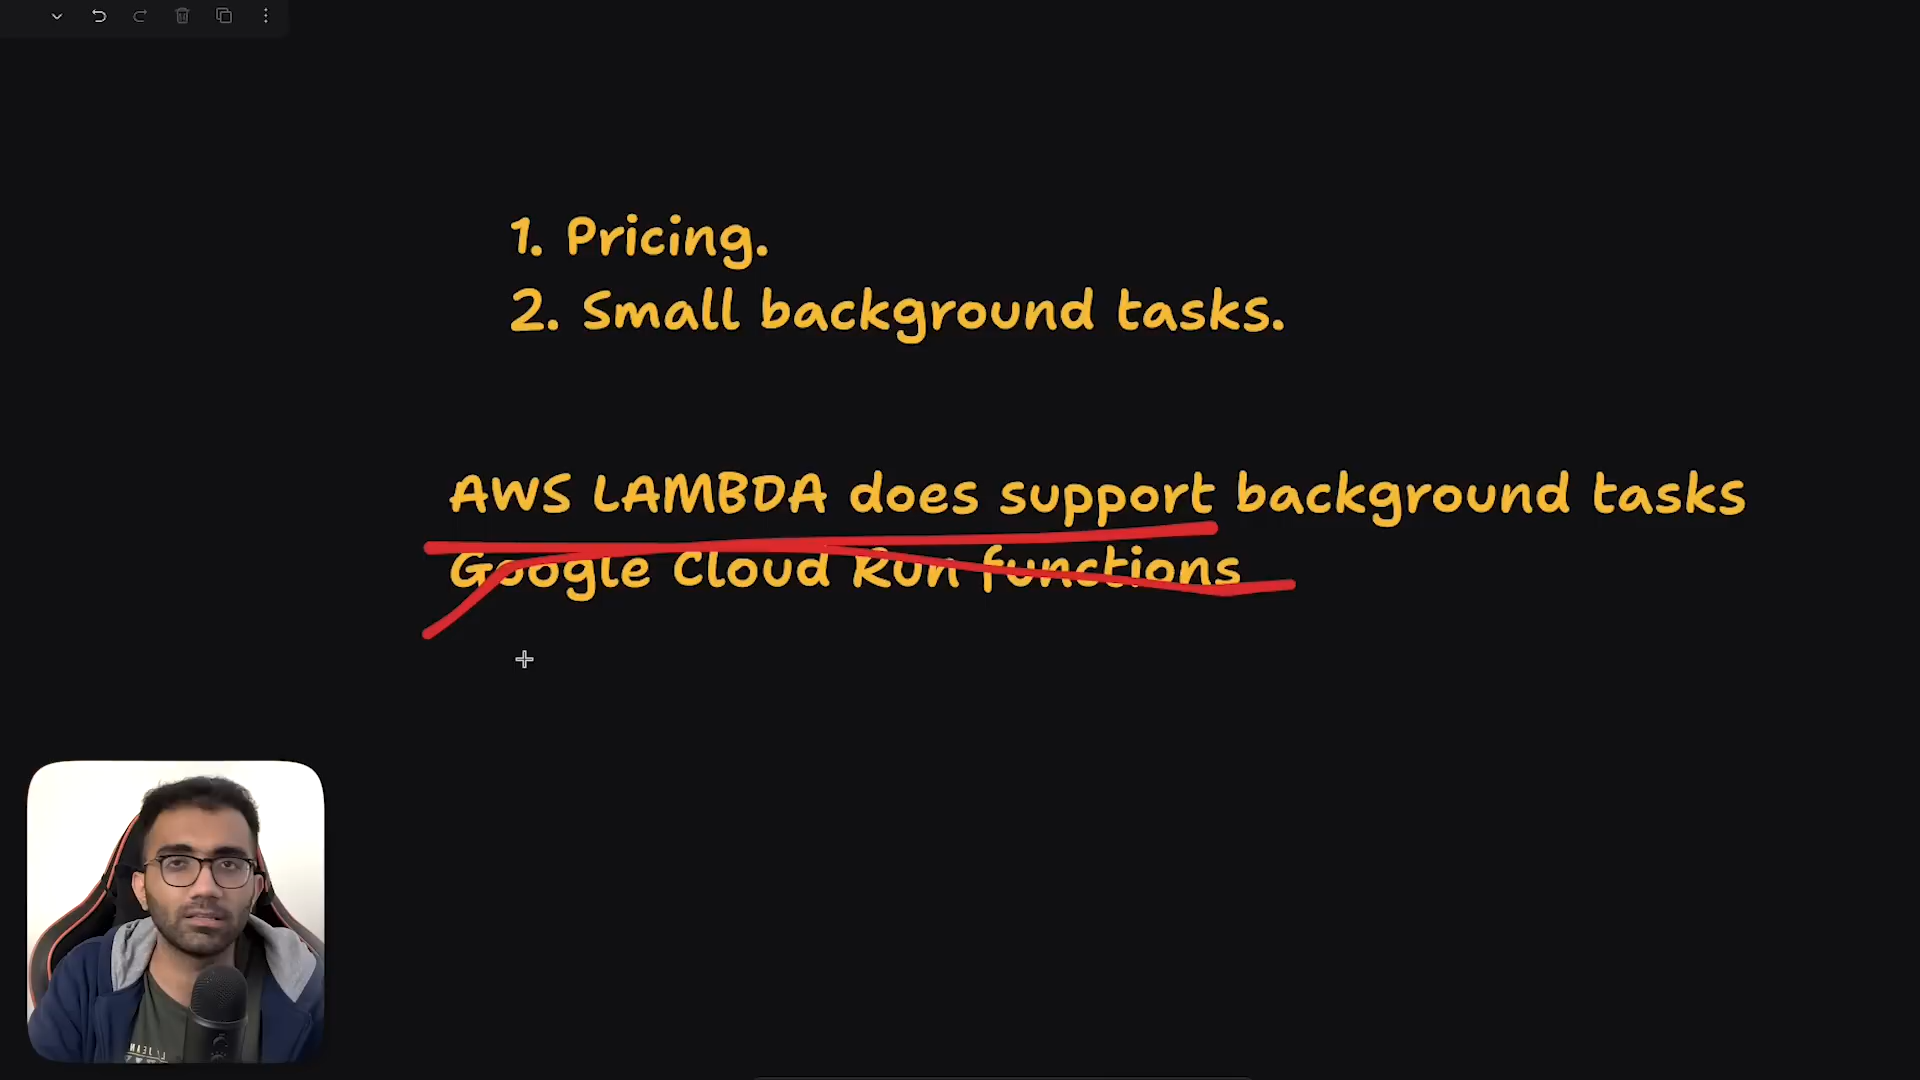 1. Pricing.
2. Small background tasks.
AWS LAMBDA does support background tasks
Google Cloud Run functions